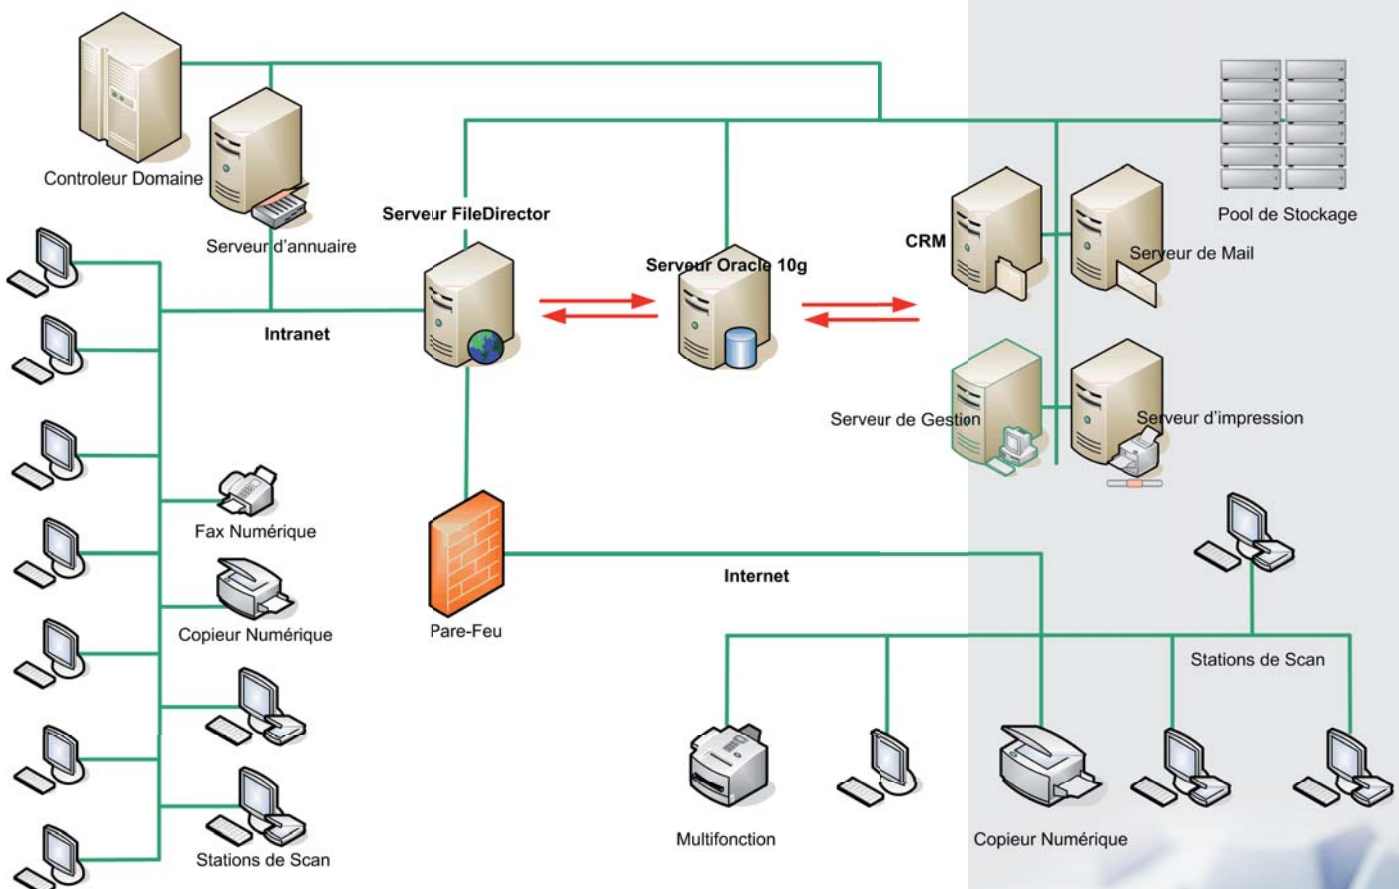 Controleur Domaine
Serveur d'annuaire
Serveur FileDirector
Serveur Oracle 10g
CRM
Serveur de Mail
Pool de Stockage
Intranet
Serveur de Gestion
Serveur d'impression
Fax Numérique
Copieur Numérique
Pare-Feu
Internet
Stations de Scan
Stations de Scan
Multifonction
Copieur Numérique